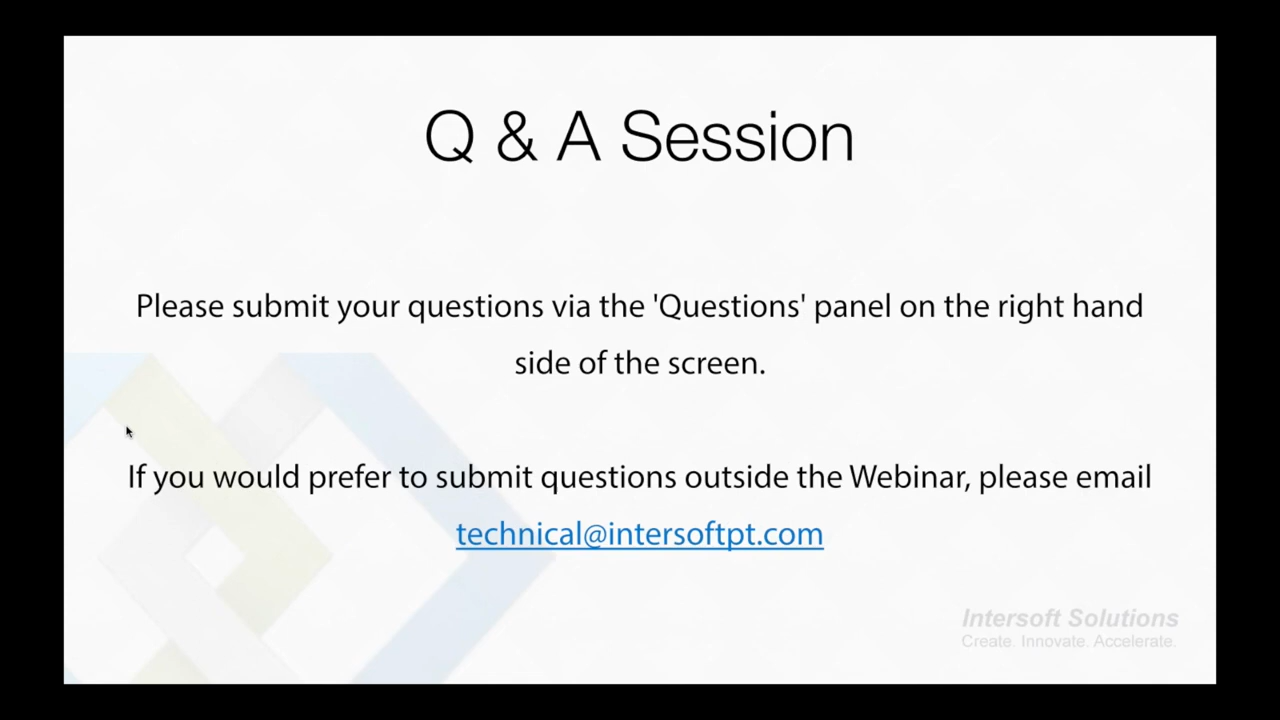 Q & A Session
Please submit your questions via the 'Questions' panel on the right hand
side of the screen.
If you would prefer to submit questions outside the Webinar, please email
technical@intersoftpt.com
Intersoft Solutions
Create. Innovate. Accelerate.